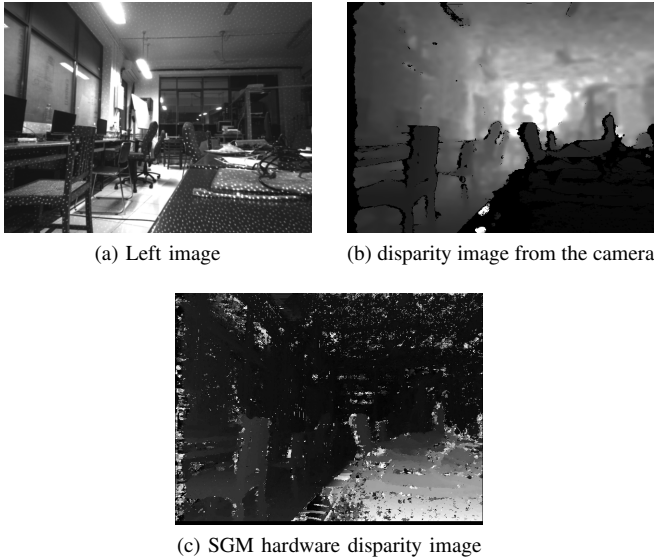 (a) Left image
(b) disparity image from the camera
(c) SGM hardware disparity image